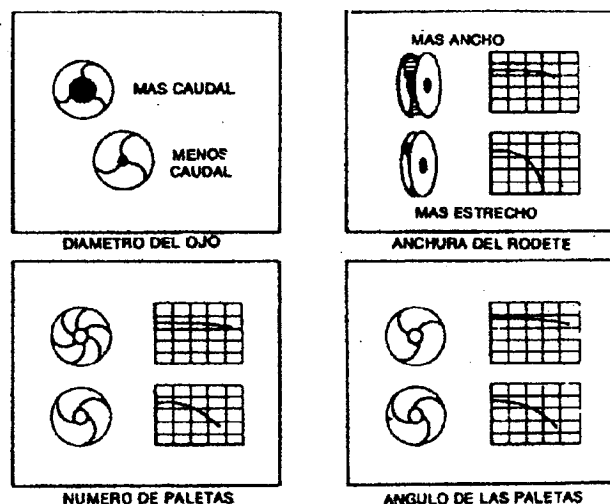 MAS CAUDAL
MENOS
CAUDAL
DIAMETRO DEL OJO
MAS ANCHO
MAS ESTRECHO
ANCHURA DEL RODETE
NUMERO DE PALETAS
ANGULO DE LAS PALETAS